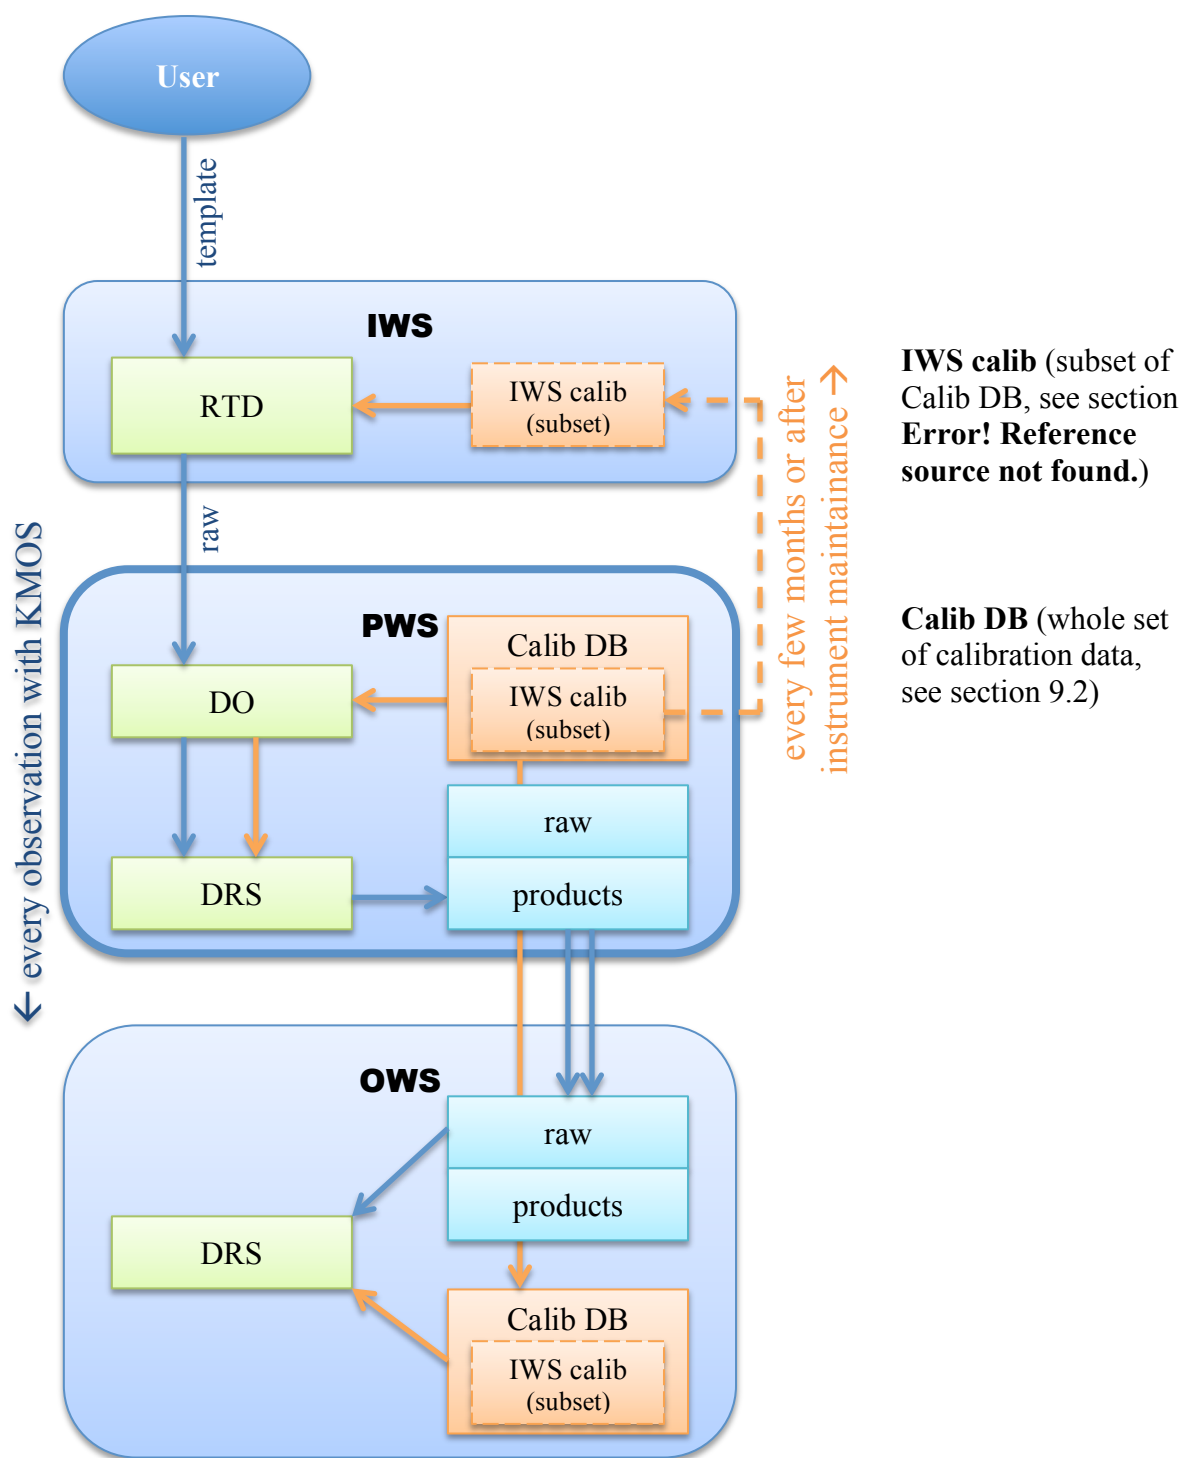 User
template
IWS
RTD
IWS calib
(subset)
IWS calib (subset of
Calib DB, see section
Error! Reference
source not found.)
every few months or after
instrument maintainance →
raw
← every observation with KMOS
PWS
Calib DB
IWS calib
(subset)
DO
Calib DB (whole set
of calibration data,
see section 9.2)
raw
DRS
products
OWS
raw
products
DRS
Calib DB
IWS calib
(subset)